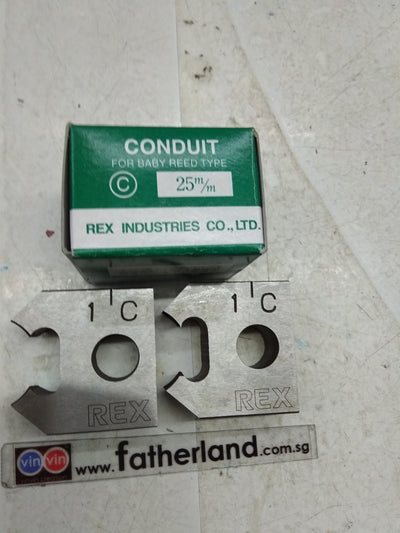 CONDUIT
FOR BABY REED TYPE
C 25 m/m
REX INDUSTRIES CO., LTD.
1 C
1 C
REX
REX
vin vin www.fatherland.com.sg